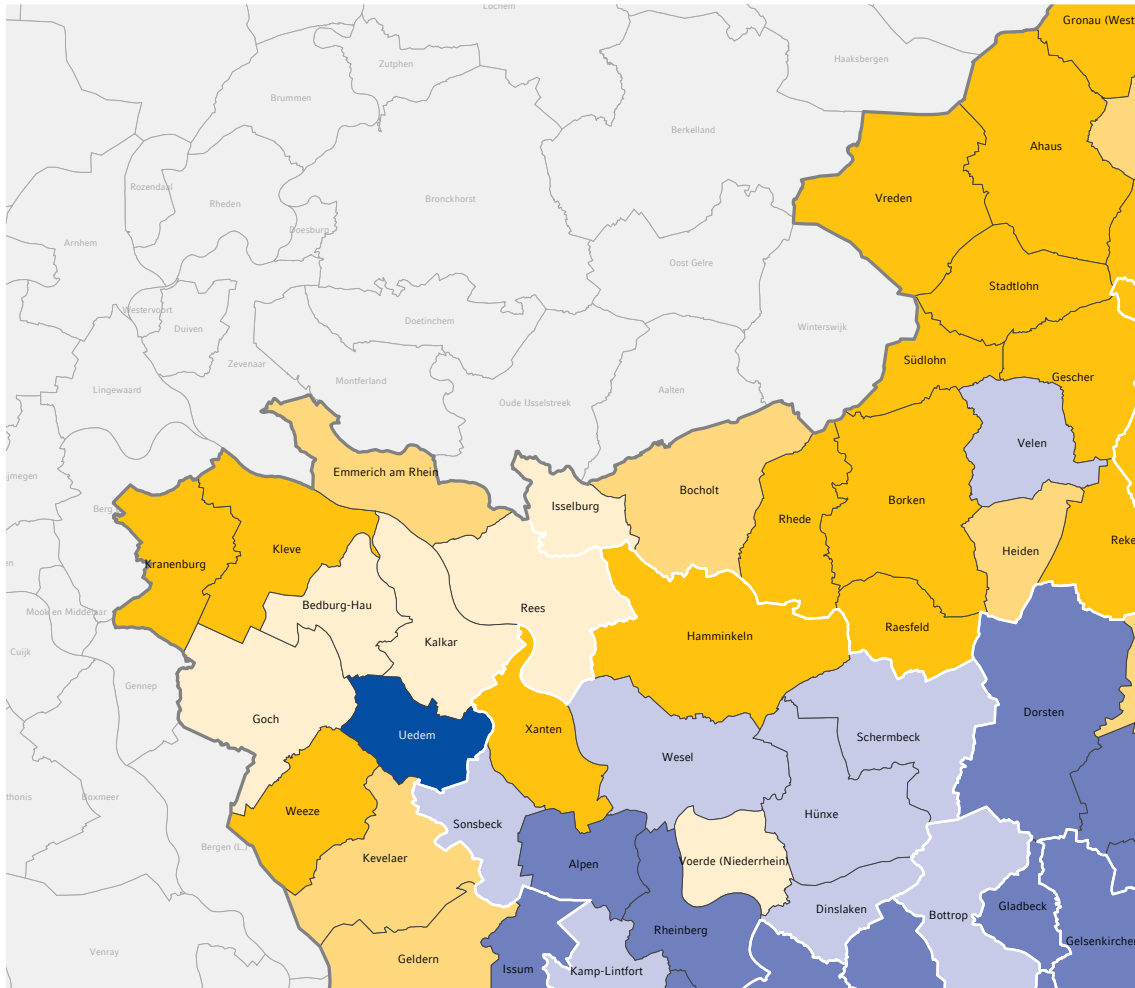 Lochem
Gronau (West
Zutphen
Haaksbergen
Brummen
Berkelland
Ahaus
Rozendaal
Rheden
Bronckhorst
Vreden
Doesburg
Arnhem
Oost Gelre
Stadtlohn
Westervoort
Duiven
Doetinchem
Winterswijk
Zevenaar
Südlohn
Montferland
Gescher
Lingewaard
Aalten
Oude IJsselstreek
Velen
Emmerich am Rhein
ijmegen
Bocholt
Borken
Isselburg
Berg
Rhede
Reke
Kleve
Heiden
en
Kranenburg
Bedburg-Hau
Rees
Mook en Middelaar
Raesfeld
Hamminkeln
Kalkar
Cuijk
Gennep
Dorsten
Goch
Xanten
Uedem
Schermbeck
Wesel
thonis
Boxmeer
Weeze
Hünxe
Sonsbeck
Bergen (L.)
Kevelaer
Alpen
Voerde (Niederrhein)
Gladbeck
Dinslaken
Bottrop
Rheinberg
Gelsenkirchen
Venray
Geldern
Issum
Kamp-Lintfort